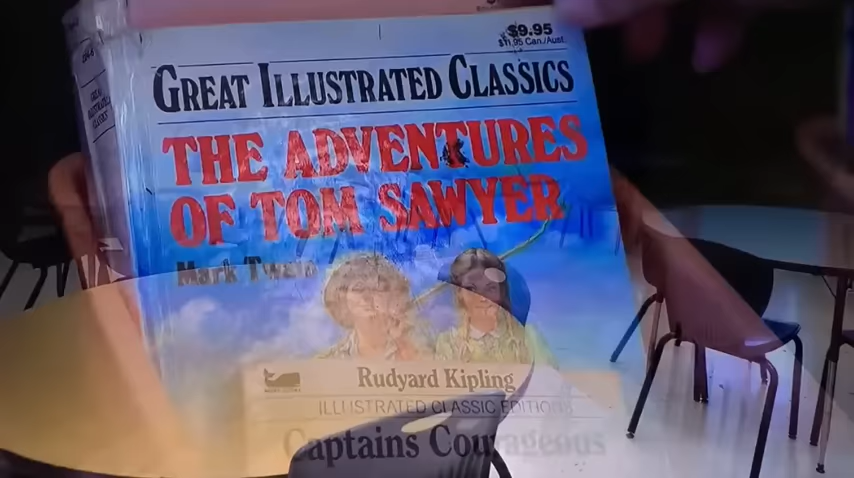 $9.95
$11.95 Can./Aust.
GREAT ILLUSTRATED CLASSICS
THE ADVENTURES
OF TOM SAWYER
Mark Twain
Rudyard Kipling
ILLUSTRATED CLASSIC EDITIONS
Captains Courageous